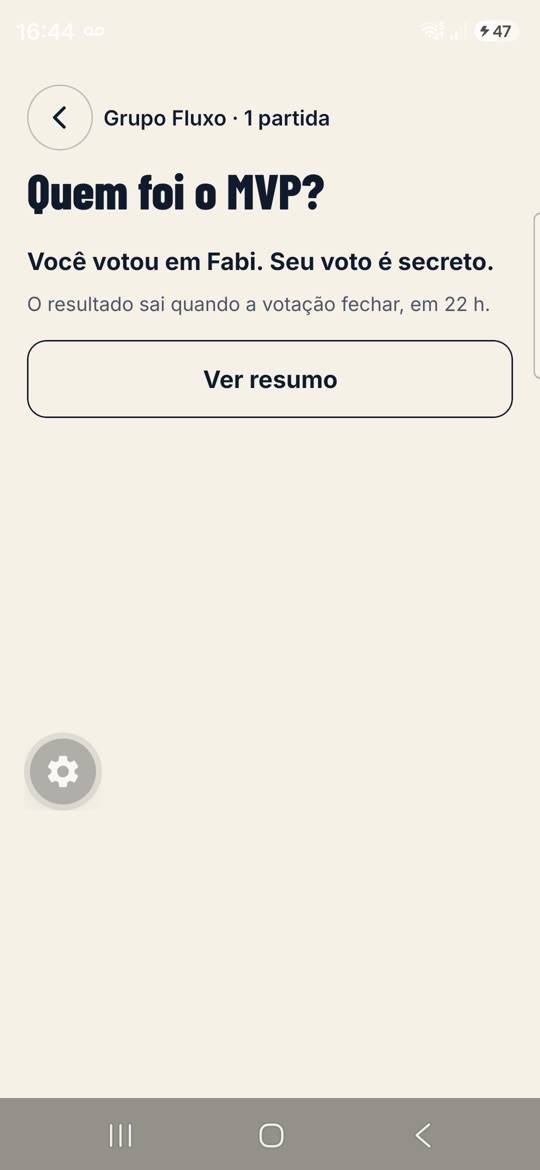 16:44
47
Grupo Fluxo · 1 partida
Quem foi o MVP?
Você votou em Fabi. Seu voto é secreto.
O resultado sai quando a votação fechar, em 22 h.
Ver resumo